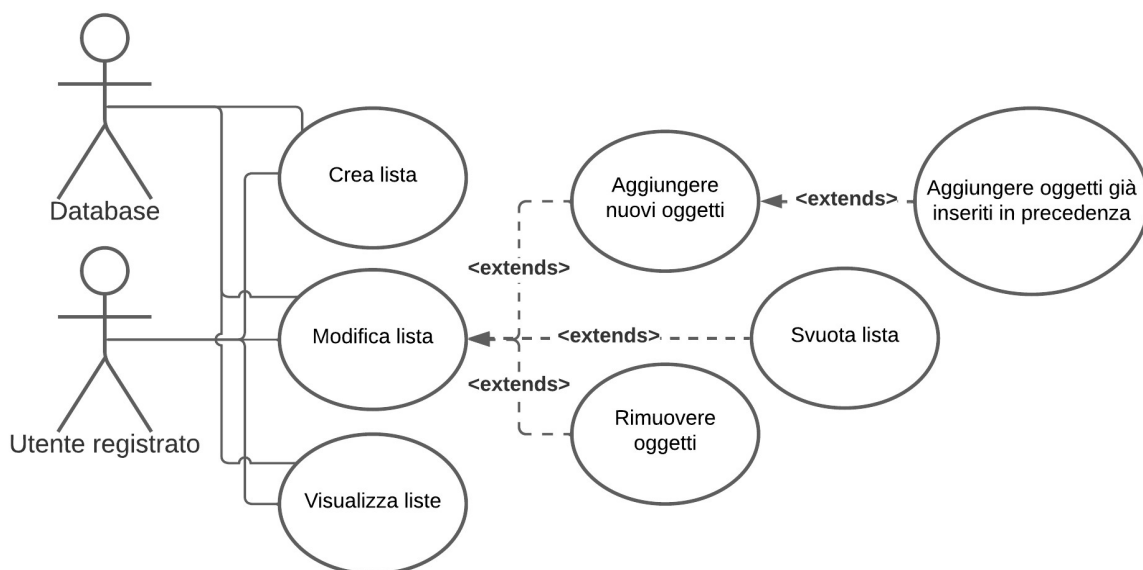 Database
Utente registrato
Crea lista
Modifica lista
Visualizza liste
<extends>
<extends>
<extends>
Aggiungere
nuovi oggetti
Rimuovere
oggetti
<extends>
Svuota lista
Aggiungere oggetti già
inseriti in precedenza